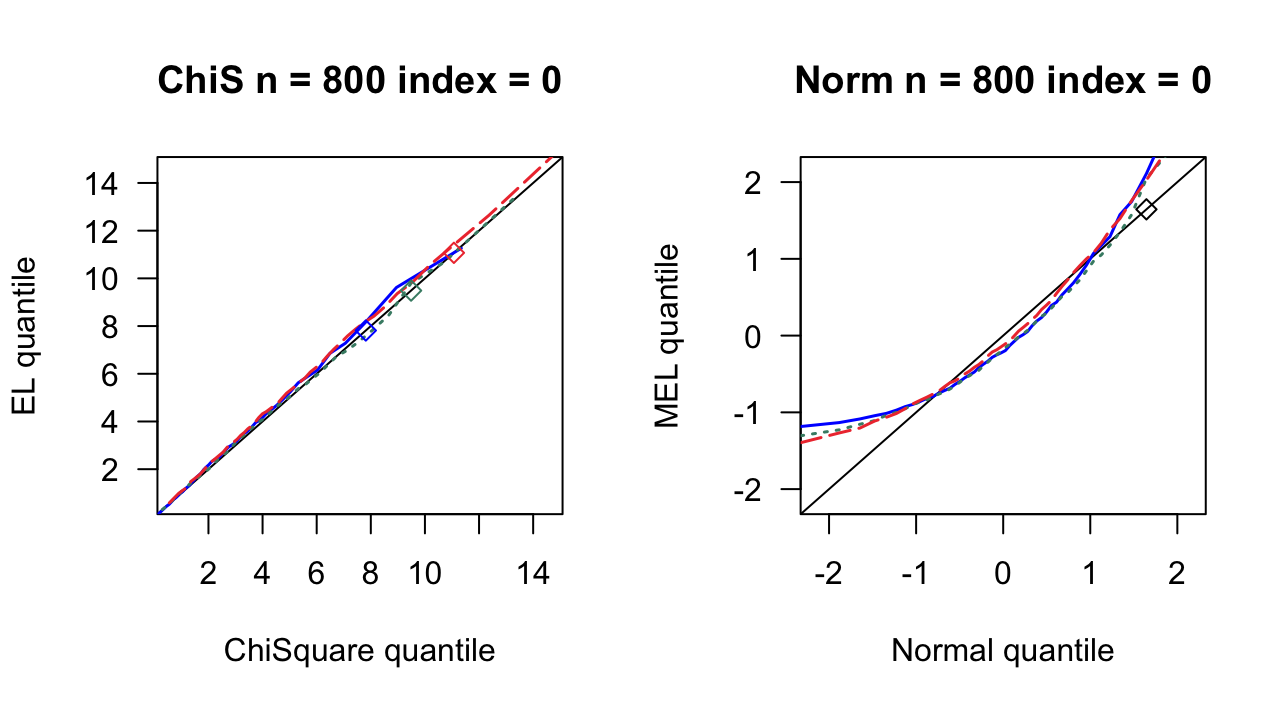 ChiS n = 800 index = 0
EL quantile
14
12
10
8
6
4
2
2 4 6 8 10 14
ChiSquare quantile
Norm n = 800 index = 0
MEL quantile
2
1
0
-1
-2
-2 -1 0 1 2
Normal quantile